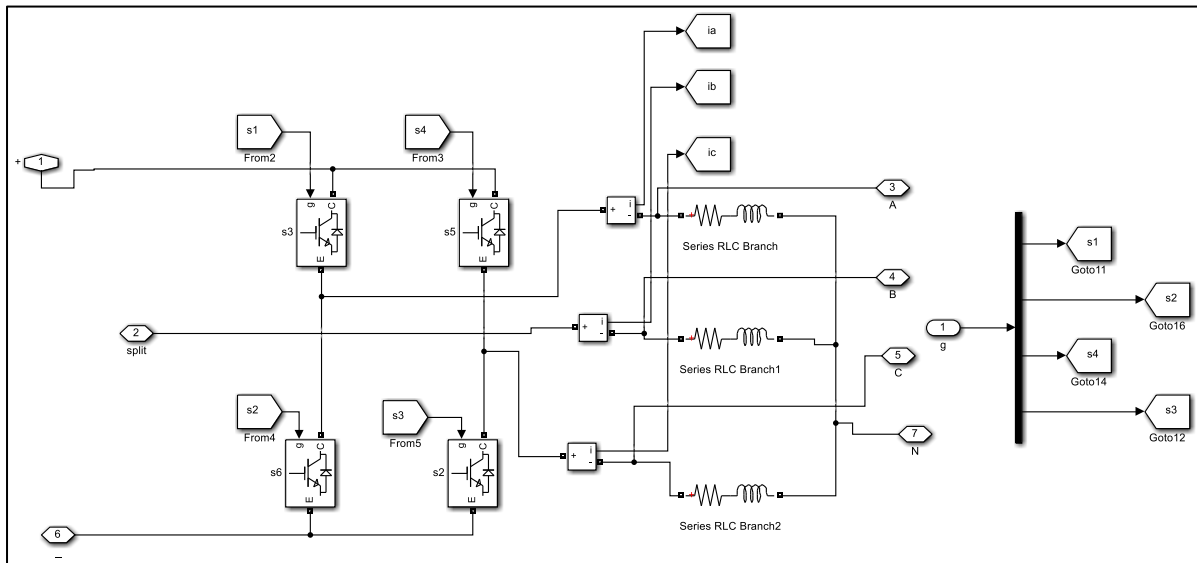 ia
ib
ic
s1
From2
s4
From3
+
1
g
C
s3
E
g
C
s5
E
+
i
-
3
A
Series RLC Branch
s1
Goto11
4
B
s2
Goto16
2
split
+
i
-
Series RLC Branch1
1
g
5
C
s4
Goto14
s2
From4
s3
From5
s3
Goto12
7
N
g
C
s6
E
g
C
s2
E
+
i
-
Series RLC Branch2
6
–